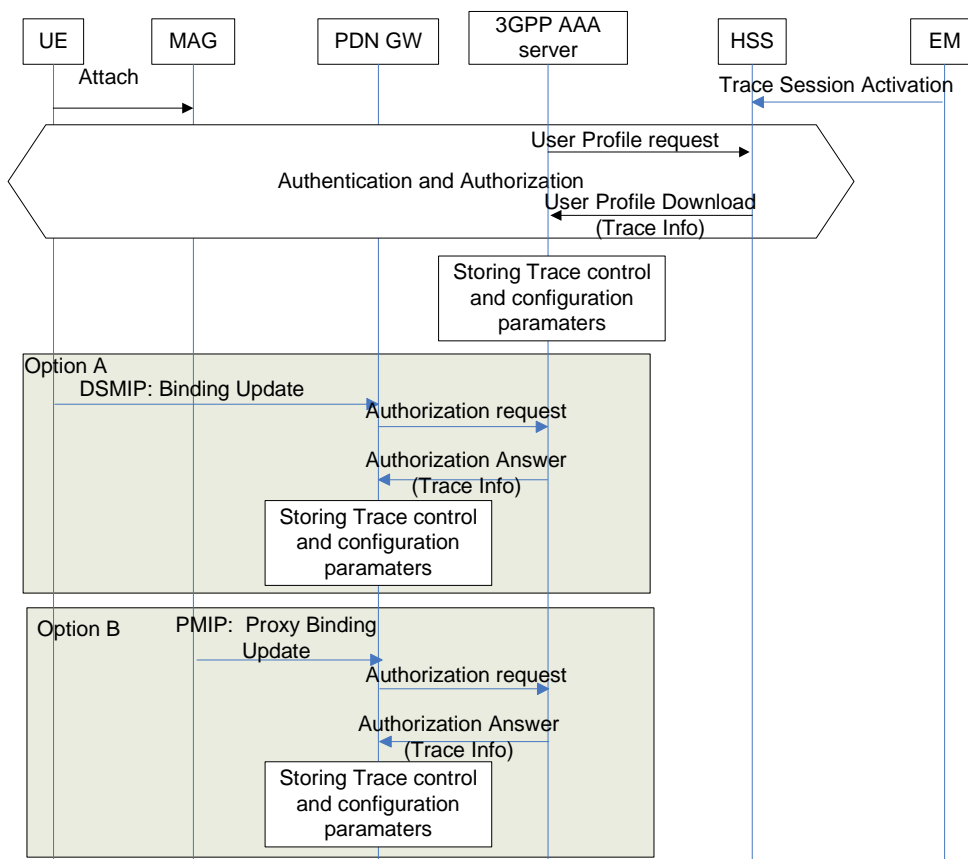 UE
MAG
PDN GW
3GPP AAA
server
HSS
EM
Attach
Trace Session Activation
User Profile request
Authentication and Authorization
User Profile Download
(Trace Info)
Storing Trace control
and configuration
paramaters
Option A
DSMIP: Binding Update
Authorization request
Authorization Answer
(Trace Info)
Storing Trace control
and configuration
paramaters
Option B
PMIP:  Proxy Binding
Update
Authorization request
Authorization Answer
(Trace Info)
Storing Trace control
and configuration
paramaters